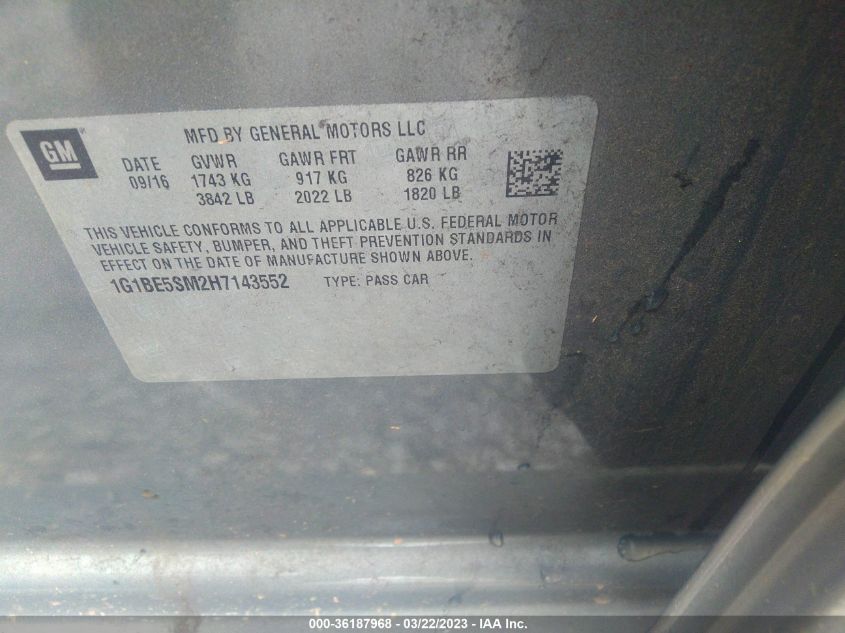 GM
MFD BY GENERAL MOTORS LLC
DATE GVWR GAWR FRT GAWR RR
09/16 1743 KG 917 KG 826 KG
3842 LB 2022 LB 1820 LB
THIS VEHICLE CONFORMS TO ALL APPLICABLE U.S. FEDERAL MOTOR
VEHICLE SAFETY, BUMPER, AND THEFT PREVENTION STANDARDS IN
EFFECT ON THE DATE OF MANUFACTURE SHOWN ABOVE.
1G1BE5SM2H7143552 TYPE: PASS CAR
000-36187968 - 03/22/2023 - IAA Inc.